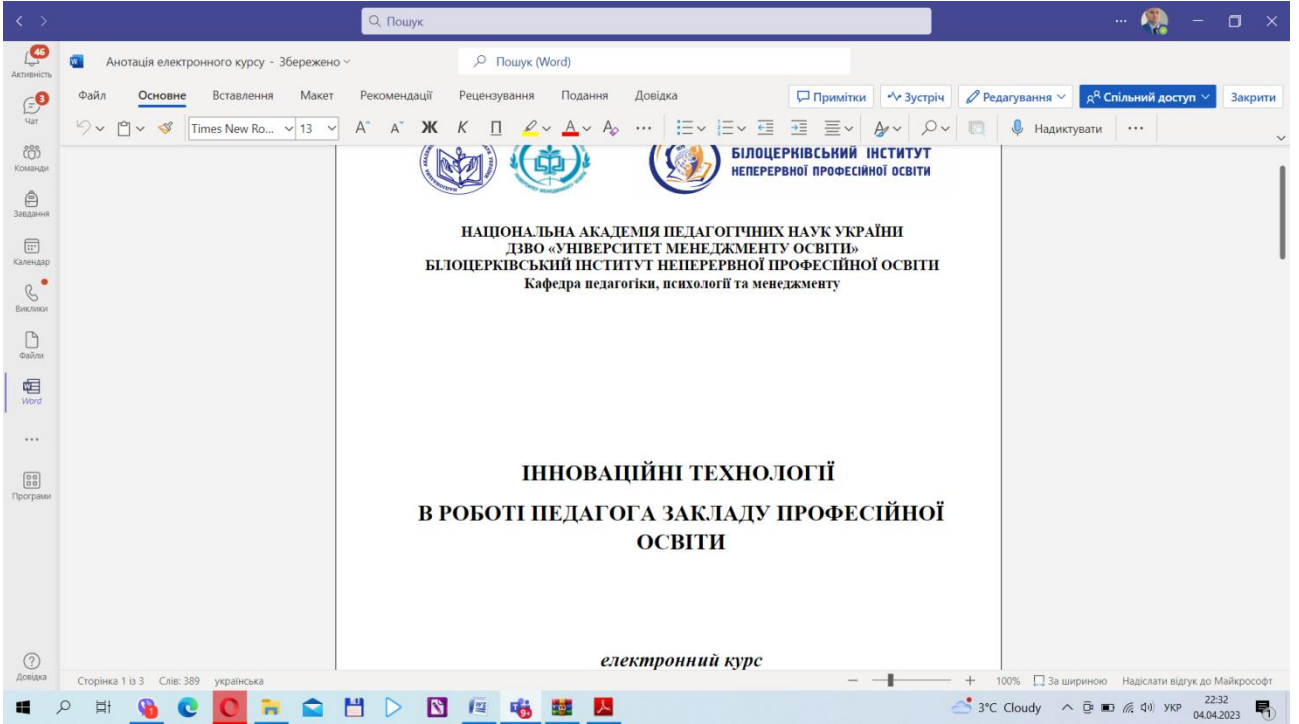 Пошук
46
Активність
Анотація електронного курсу - Збережено
Пошук (Word)
Файл Основне Вставлення Макет Рекомендації Рецензування Подання Довідка Примітки Зустріч Редагування Спільний доступ Закрити
3
Чат
Times New Ro... 13 A A Ж К П A A Надиктувати
Команди
Завдання
Календар
Виклики
Файли
Word
Програми
Довідка
БІЛОЦЕРКІВСЬКИЙ ІНСТИТУТ
НЕПЕРЕРВНОЇ ПРОФЕСІЙНОЇ ОСВІТИ
НАЦІОНАЛЬНА АКАДЕМІЯ ПЕДАГОГІЧНИХ НАУК УКРАЇНИ
ДЗВО «УНІВЕРСИТЕТ МЕНЕДЖМЕНТУ ОСВІТИ»
БІЛОЦЕРКІВСЬКИЙ ІНСТИТУТ НЕПЕРЕРВНОЇ ПРОФЕСІЙНОЇ ОСВІТИ
Кафедра педагогіки, психології та менеджменту
ІННОВАЦІЙНІ ТЕХНОЛОГІЇ
В РОБОТІ ПЕДАГОГА ЗАКЛАДУ ПРОФЕСІЙНОЇ
ОСВІТИ
електронний курс
Сторінка 1 із 3 Слів: 389 українська 100% За шириною Надіслати відгук до Майкрософт
3°C Cloudy УКР 22:32
04.04.2023